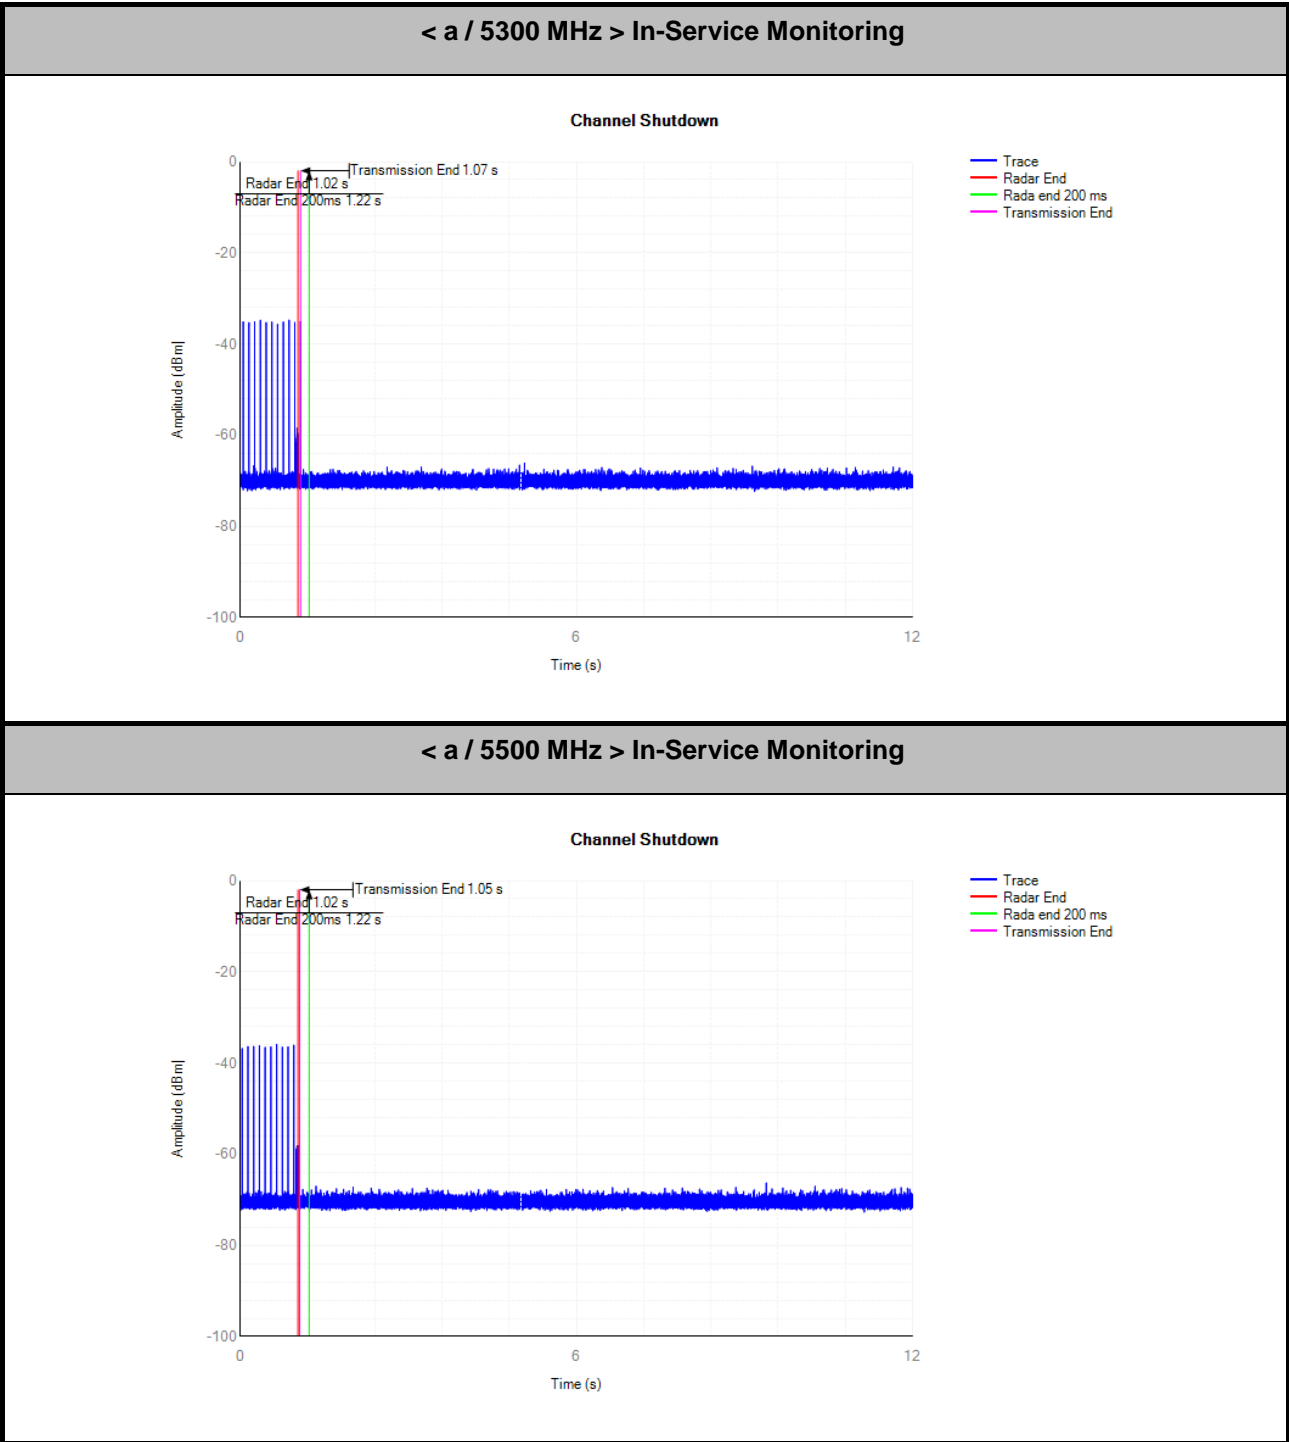 < a / 5300 MHz > In-Service Monitoring
Channel Shutdown
Transmission End 1.07 s
Radar End 1.02 s
Radar End 200ms 1.22 s
Trace
Radar End
Rada end 200 ms
Transmission End
0
-20
-40
-60
-80
-100
Amplitude (dBm)
0 6 12
Time (s)
< a / 5500 MHz > In-Service Monitoring
Channel Shutdown
Transmission End 1.05 s
Radar End 1.02 s
Radar End 200ms 1.22 s
Trace
Radar End
Rada end 200 ms
Transmission End
0
-20
-40
-60
-80
-100
Amplitude (dBm)
0 6 12
Time (s)